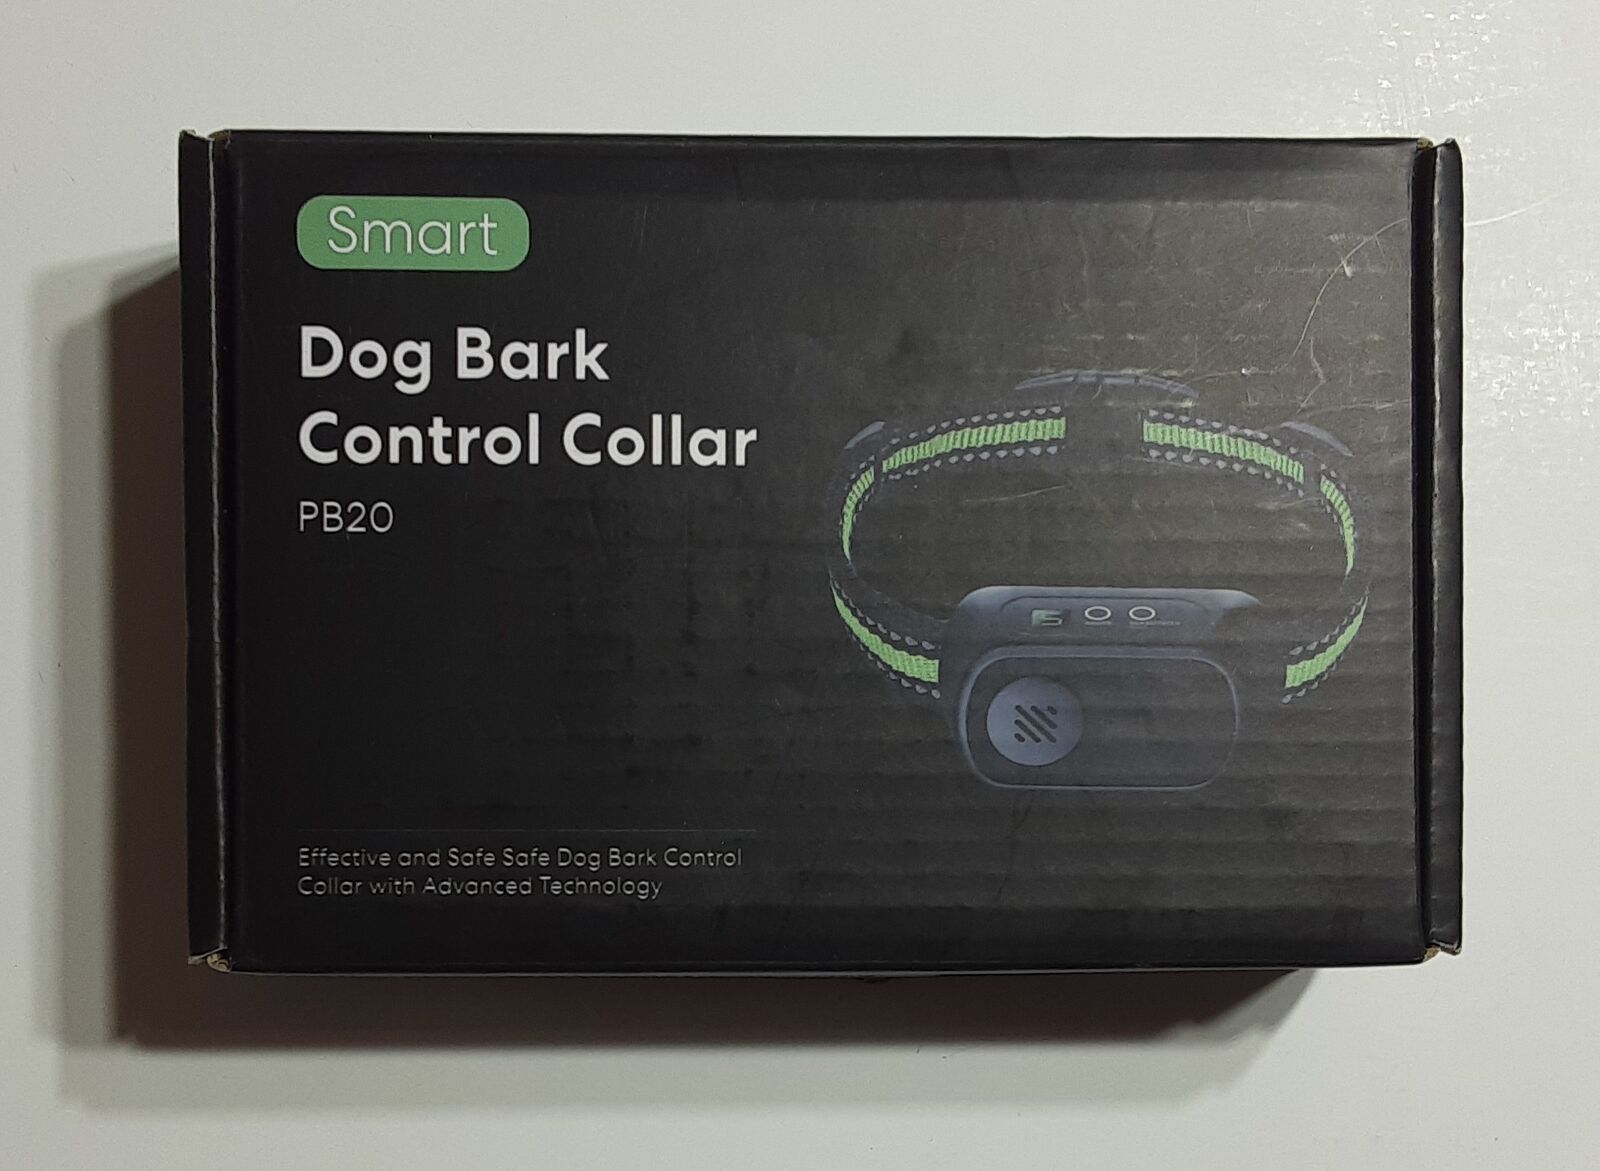 Smart
Dog Bark
Control Collar
PB20
Effective and Safe Safe Dog Bark Control
Collar with Advanced Technology